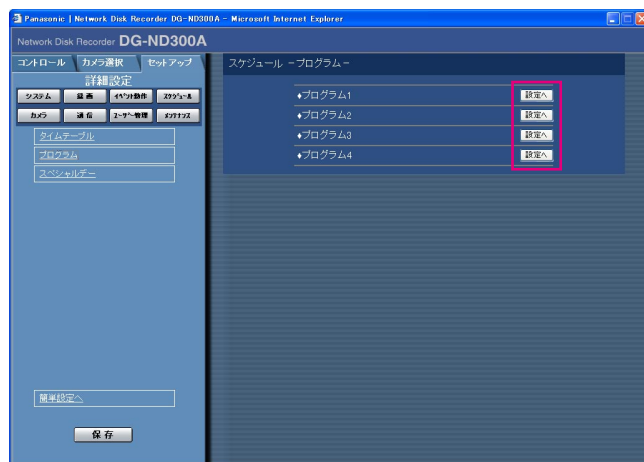 Panasonic | Network Disk Recorder DG-ND300A - Microsoft Internet Explorer
Network Disk Recorder DG-ND300A
コントロール カメラ選択 セットアップ
詳細設定
システム 録画 イベント動作 スケジュール
カメラ 通信 ユーザー管理 メンテナンス
タイムテーブル
プログラム
スペシャルデー
簡単設定へ
保存
スケジュール -プログラム-
♦プログラム1 設定へ
♦プログラム2 設定へ
♦プログラム3 設定へ
♦プログラム4 設定へ